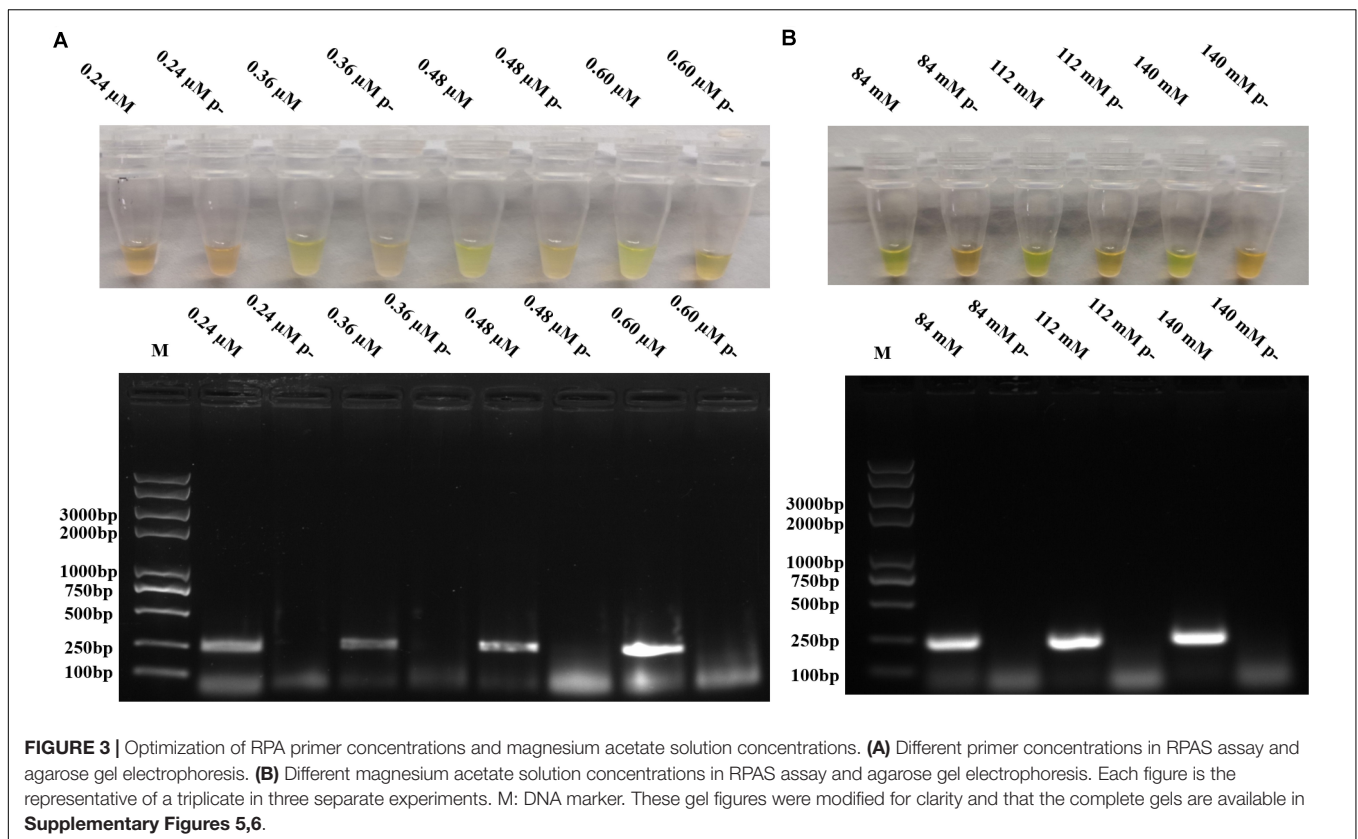 A
0.24 µM
0.24 µM p-
0.36 µM
0.36 µM p-
0.48 µM
0.48 µM p-
0.60 µM
0.60 µM p-
M
0.24 µM
0.24 µM p-
0.36 µM
0.36 µM p-
0.48 µM
0.48 µM p-
0.60 µM
0.60 µM p-
3000bp
2000bp
1000bp
750bp
500bp
250bp
100bp
B
84 mM
84 mM p-
112 mM
112 mM p-
140 mM
140 mM p-
M
84 mM
84 mM p-
112 mM
112 mM p-
140 mM
140 mM p-
3000bp
2000bp
1000bp
750bp
500bp
250bp
100bp
FIGURE 3 | Optimization of RPA primer concentrations and magnesium acetate solution concentrations. (A) Different primer concentrations in RPAS assay and
agarose gel electrophoresis. (B) Different magnesium acetate solution concentrations in RPAS assay and agarose gel electrophoresis. Each figure is the
representative of a triplicate in three separate experiments. M: DNA marker. These gel figures were modified for clarity and that the complete gels are available in
Supplementary Figures 5,6.